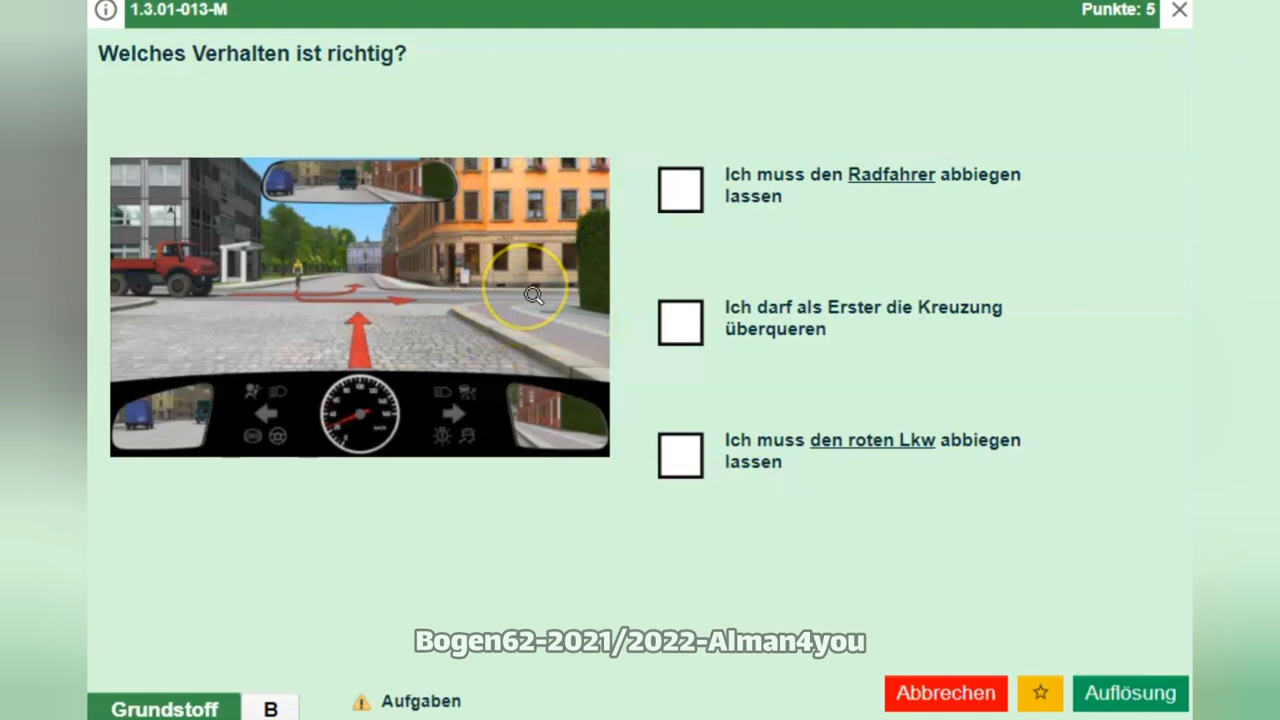 1.3.01-013-M
Punkte: 5
Welches Verhalten ist richtig?
Ich muss den Radfahrer abbiegen
lassen
Ich darf als Erster die Kreuzung
überqueren
Ich muss den roten Lkw abbiegen
lassen
Bogen62-2021/2022-Alman4you
Grundstoff
B
Aufgaben
Abbrechen
Auflösung